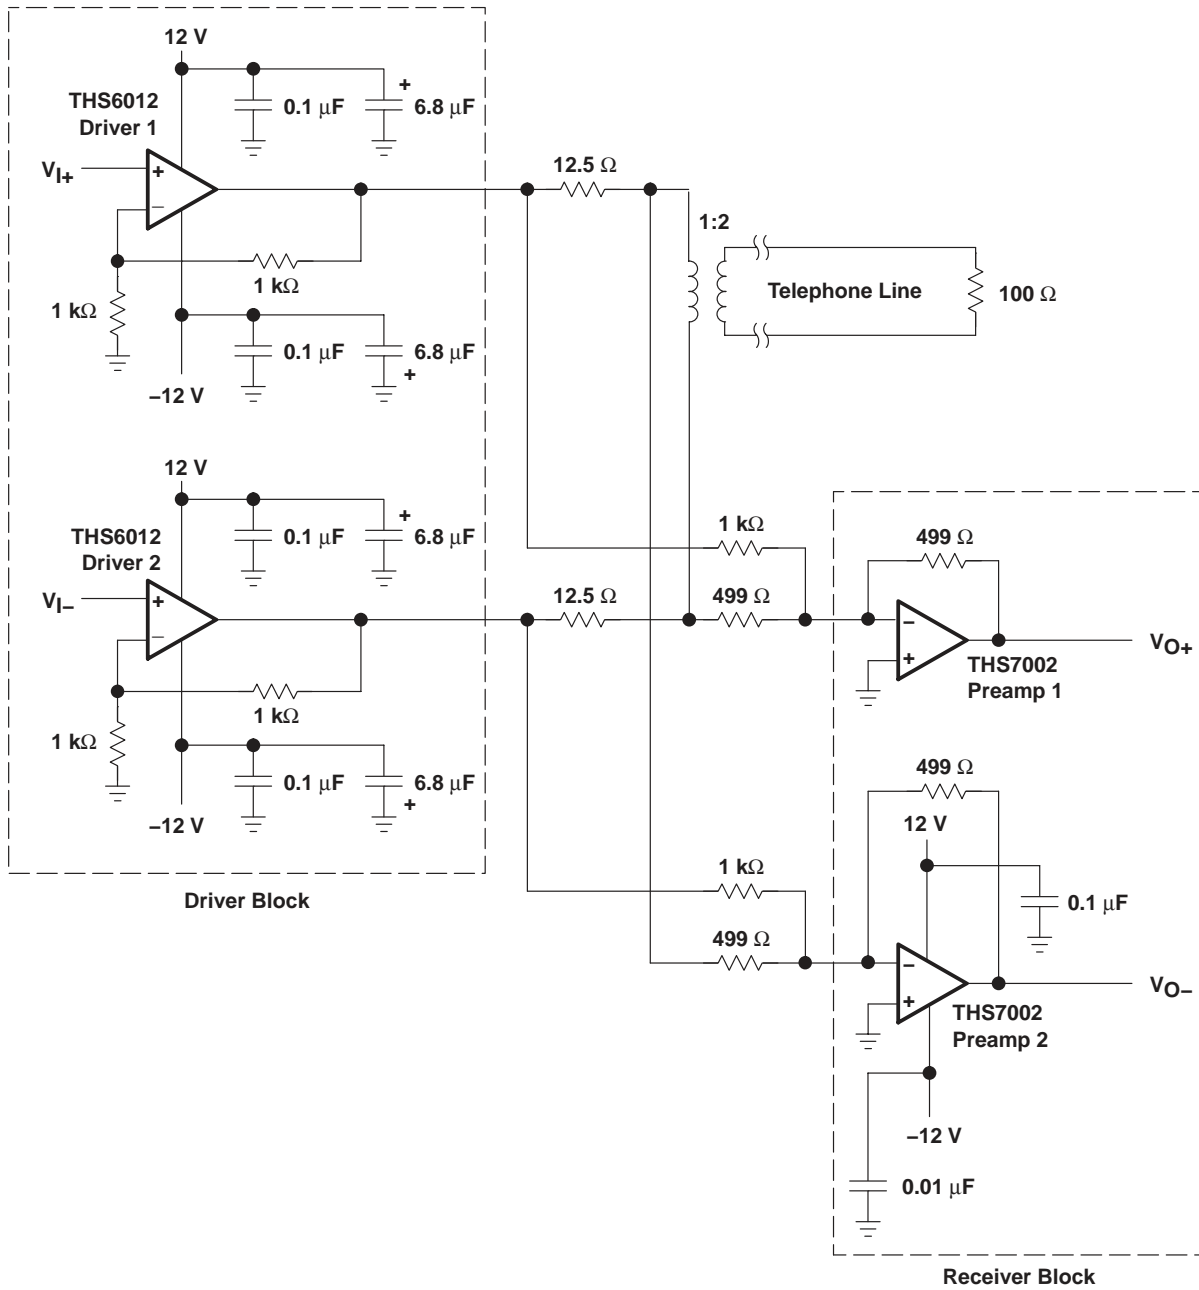 12 V
THS6012
Driver 1
0.1 μF
+
6.8 μF
VI+
+
−
12.5 Ω
1:2
1 kΩ
1 kΩ
Telephone Line
100 Ω
0.1 μF
6.8 μF
+
–12 V
12 V
THS6012
Driver 2
0.1 μF
+
6.8 μF
1 kΩ
499 Ω
VI–
+
−
12.5 Ω
499 Ω
−
+
VO+
THS7002
Preamp 1
1 kΩ
1 kΩ
0.1 μF
6.8 μF
+
–12 V
499 Ω
12 V
Driver Block
1 kΩ
0.1 μF
499 Ω
−
+
VO–
THS7002
Preamp 2
–12 V
0.01 μF
Receiver Block